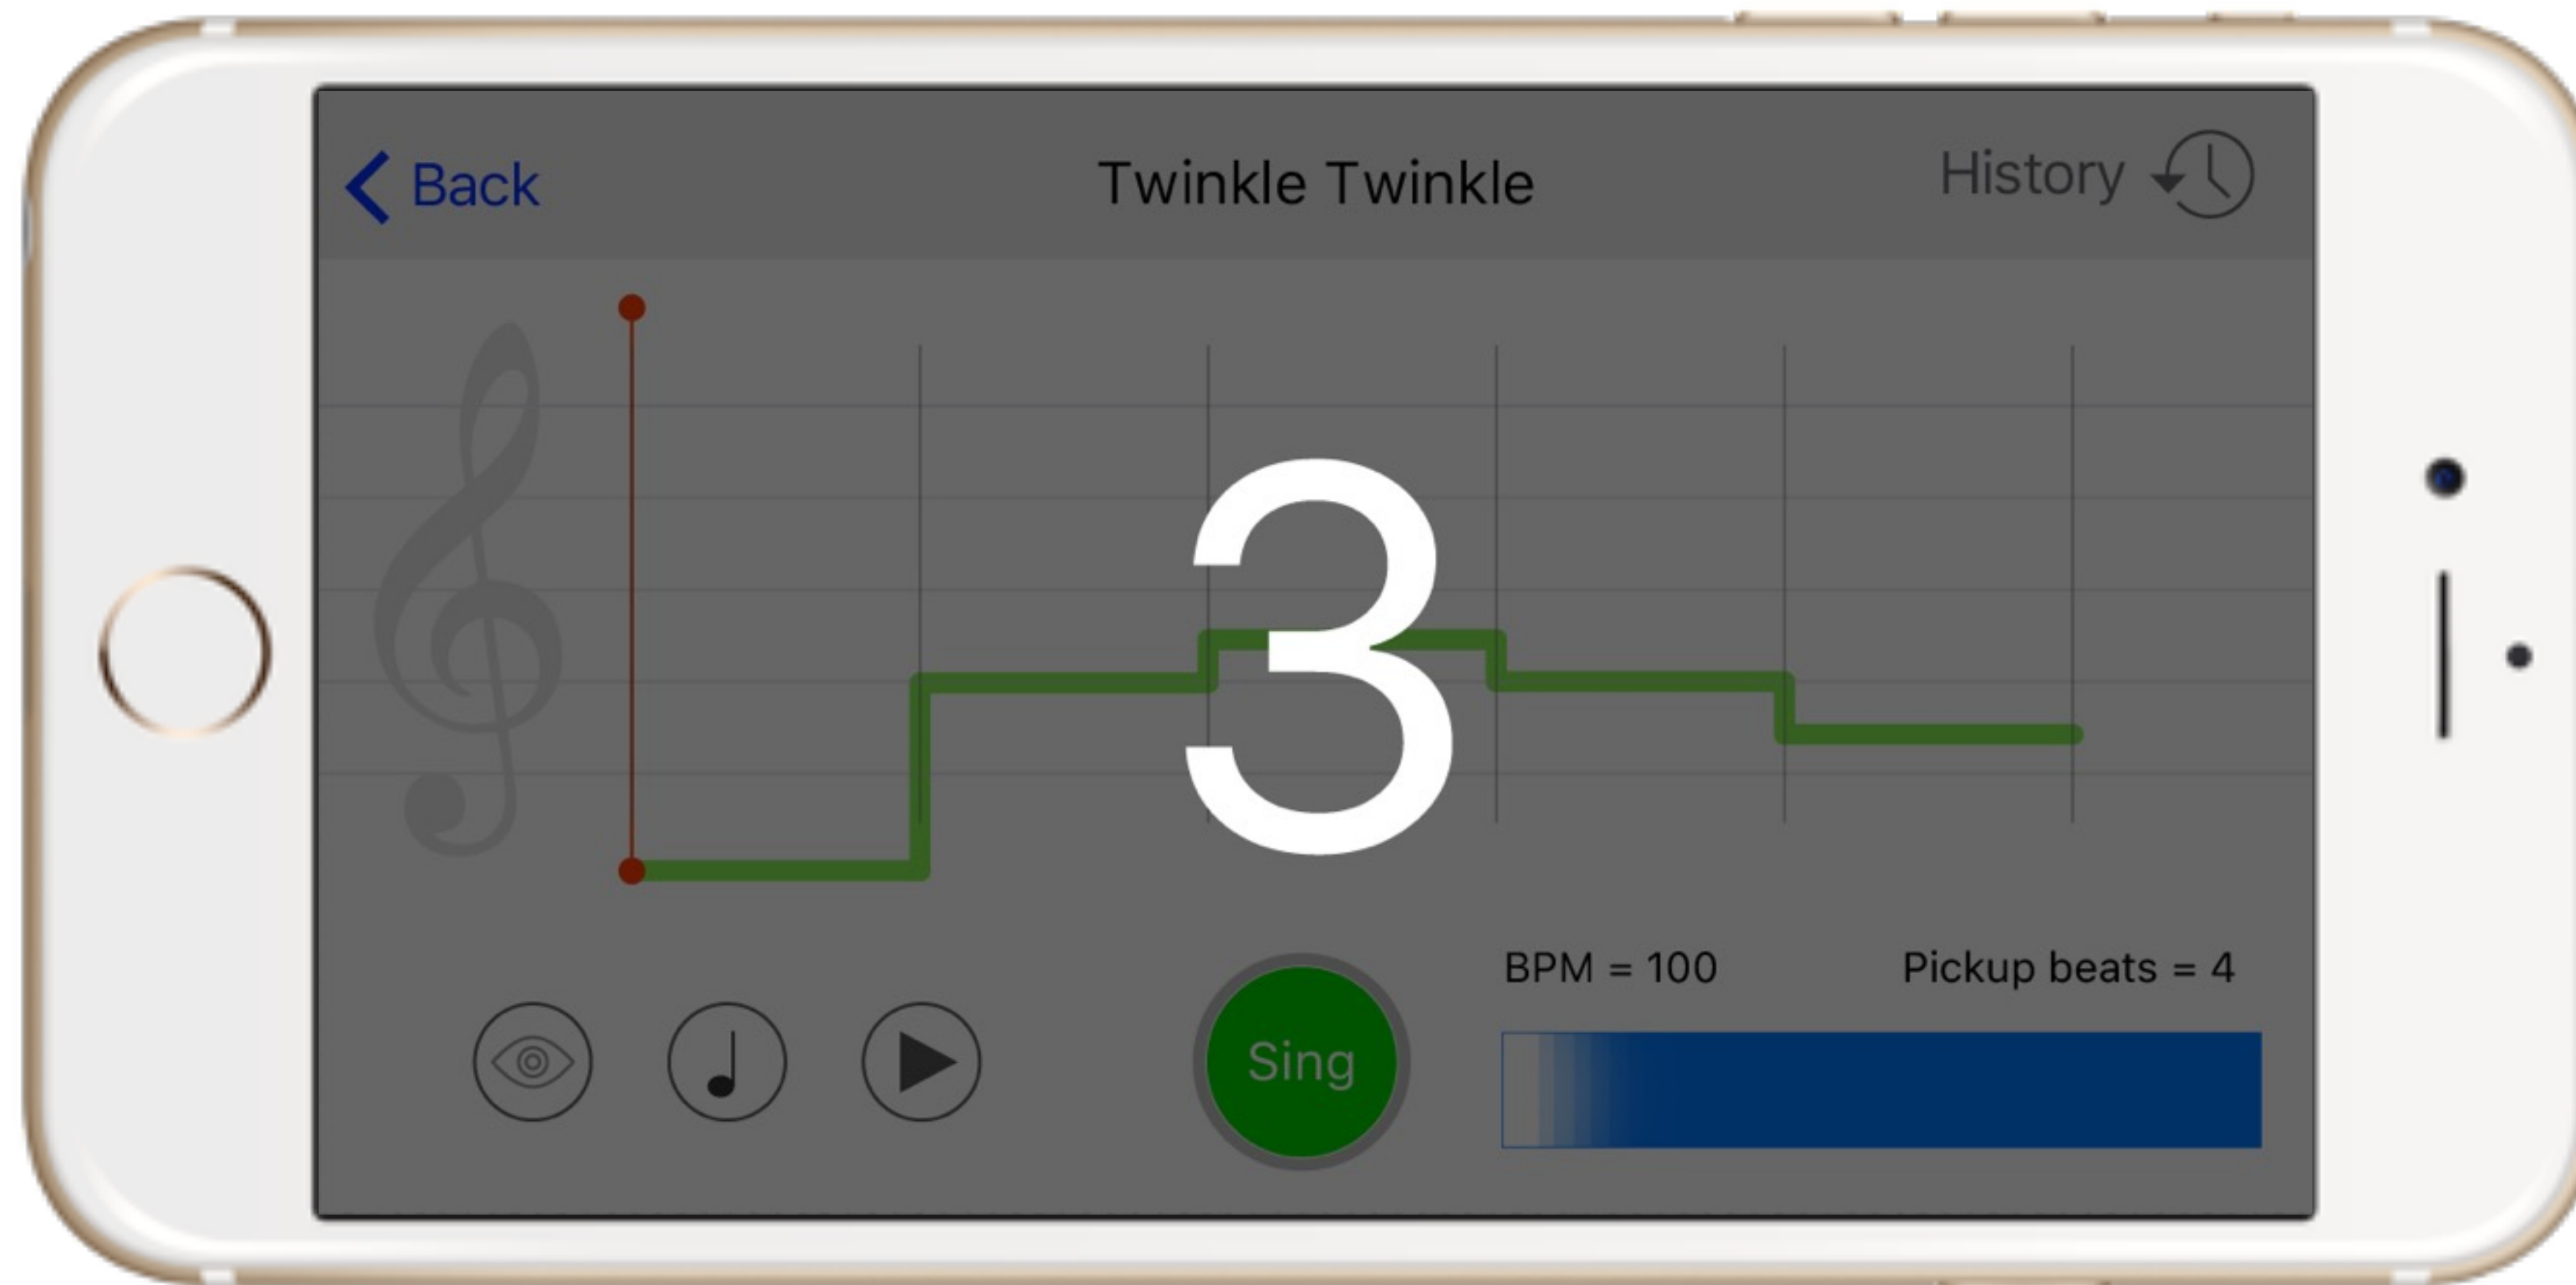 Back
Twinkle Twinkle
History
3
BPM = 100
Pickup beats = 4
Sing